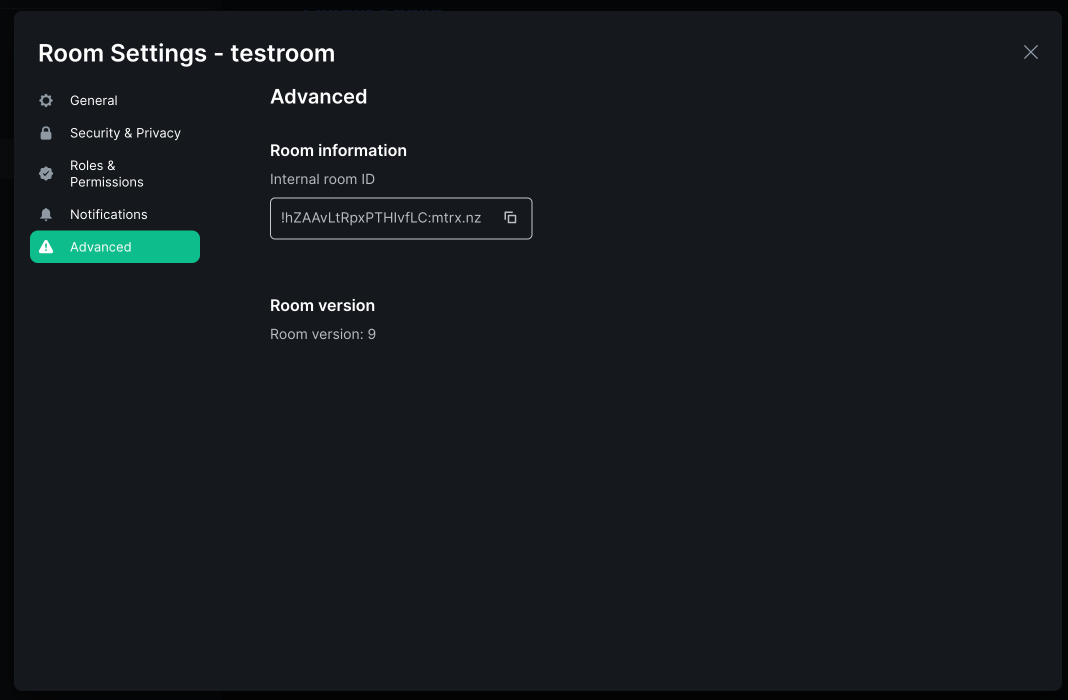 Room Settings - testroom
General
Security & Privacy
Roles &
Permissions
Notifications
Advanced
Advanced
Room information
Internal room ID
!hZAAvLtRpxPTHIvfLC:mtrx.nz
Room version
Room version: 9